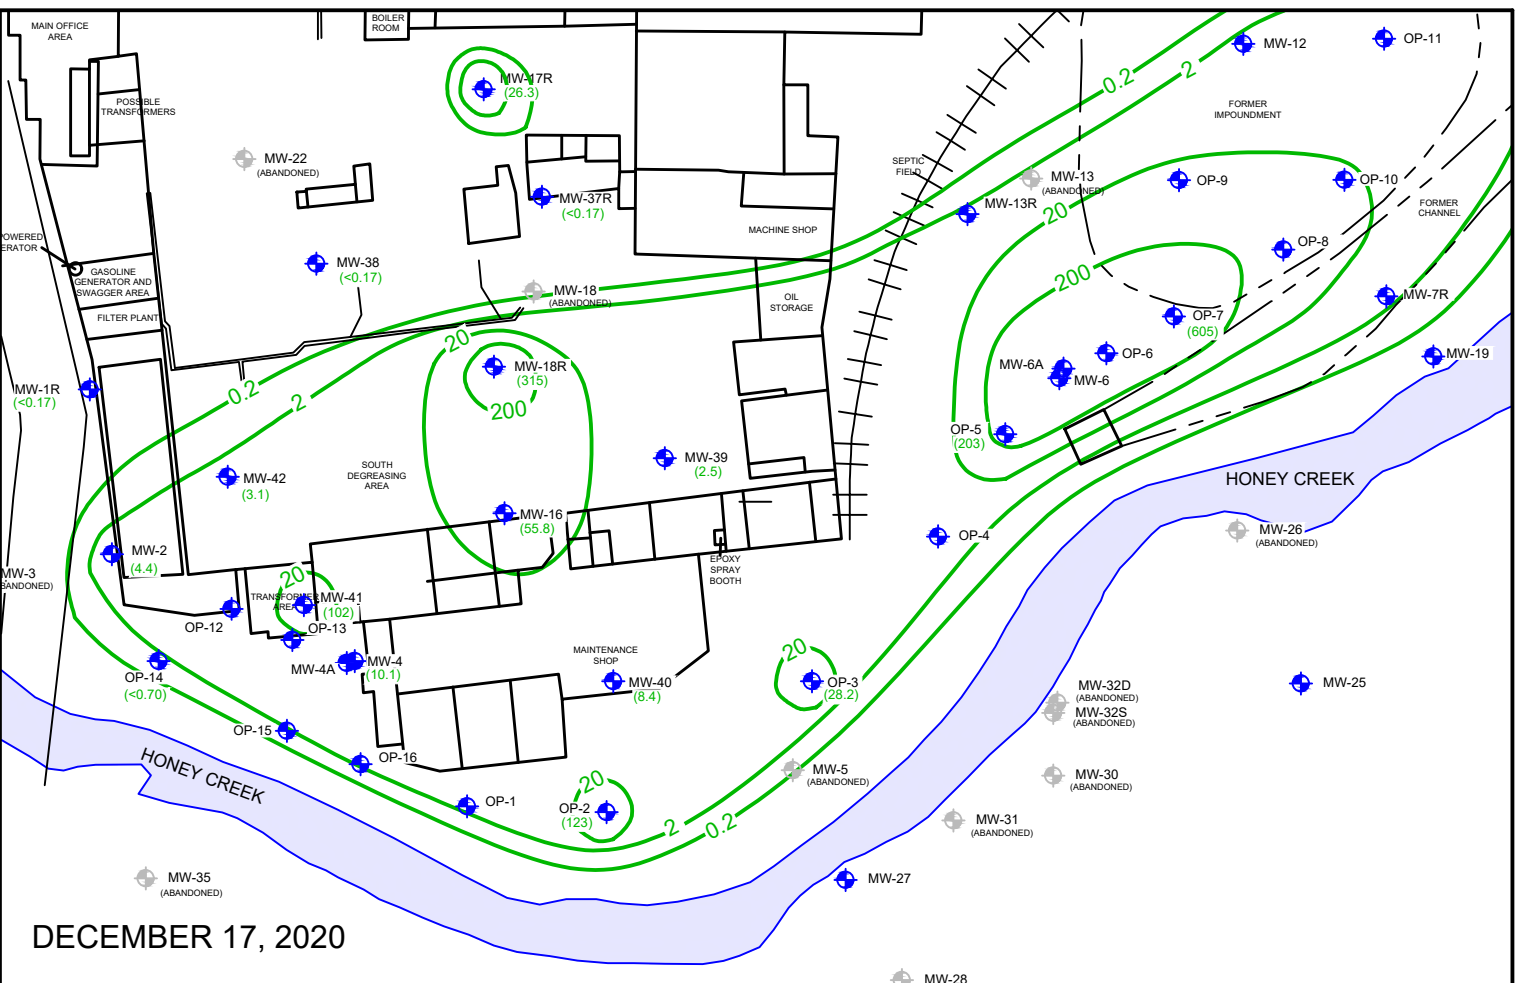 MAIN OFFICE
AREA
BOILER
ROOM
MW-17R
(26.3)
0.2
2
MW-12
OP-11
POSSIBLE
TRANSFORMERS
FORMER
IMPOUNDMENT
MW-22
(ABANDONED)
SEPTIC
FIELD
MW-13
(ABANDONED)
OP-9
OP-10
MW-37R
(<0.17)
MW-13R
20
FORMER
CHANNEL
MACHINE SHOP
POWERED
ERATOR
OP-8
MW-38
(<0.17)
GASOLINE
GENERATOR AND
SWAGGER AREA
200
MW-18
(ABANDONED)
OIL
STORAGE
MW-7R
FILTER PLANT
OP-7
(605)
20
MW-18R
(315)
200
OP-6
MW-6A
MW-6
MW-19
MW-1R
(<0.17)
0.2
2
OP-5
(203)
MW-39
(2.5)
SOUTH
DEGREASING
AREA
MW-42
(3.1)
HONEY CREEK
MW-16
(55.8)
OP-4
MW-26
(ABANDONED)
MW-2
(4.4)
EPOXY
SPRAY
BOOTH
MW-3
BANDONED)
20
TRANSFORMER
AREA
MW-41
(102)
OP-12
OP-13
MAINTENANCE
SHOP
20
MW-4A
MW-4
(10.1)
OP-14
(<0.70)
MW-40
(8.4)
OP-3
(28.2)
MW-32D
(ABANDONED)
MW-32S
(ABANDONED)
MW-25
OP-15
OP-16
HONEY CREEK
MW-5
(ABANDONED)
MW-30
(ABANDONED)
20
OP-1
OP-2
(123)
2
0.2
MW-31
(ABANDONED)
MW-35
(ABANDONED)
MW-27
DECEMBER 17, 2020
MW-28